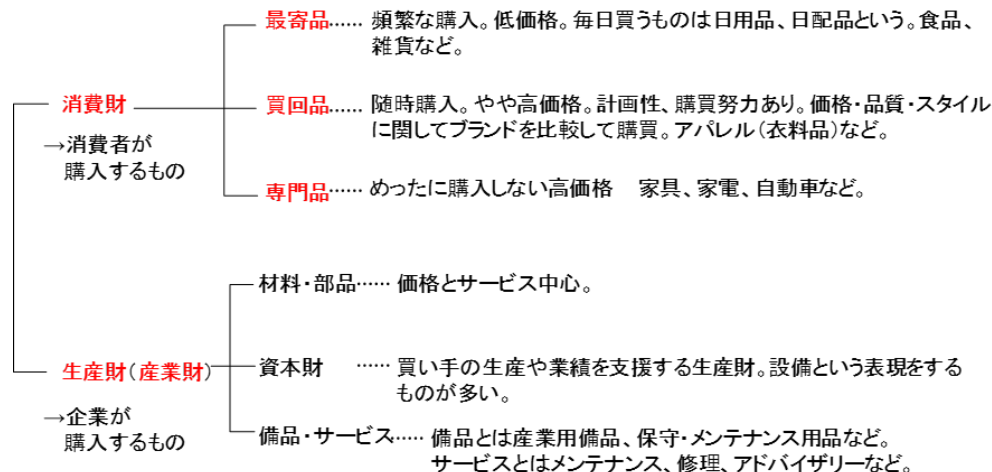 最寄品…… 頻繁な購入。低価格。毎日買うものは日用品、日配品という。食品、
雑貨など。
消費財
→消費者が
購入するもの
買回品…… 随時購入。やや高価格。計画性、購買努力あり。価格・品質・スタイル
に関してブランドを比較して購買。アパレル（衣料品）など。
専門品…… めったに購入しない高価格　家具、家電、自動車など。
材料・部品…… 価格とサービス中心。
生産財（産業財）
→企業が
購入するもの
資本財　…… 買い手の生産や業績を支援する生産財。設備という表現をする
ものが多い。
備品・サービス…… 備品とは産業用備品、保守・メンテナンス用品など。
サービスとはメンテナンス、修理、アドバイザリーなど。